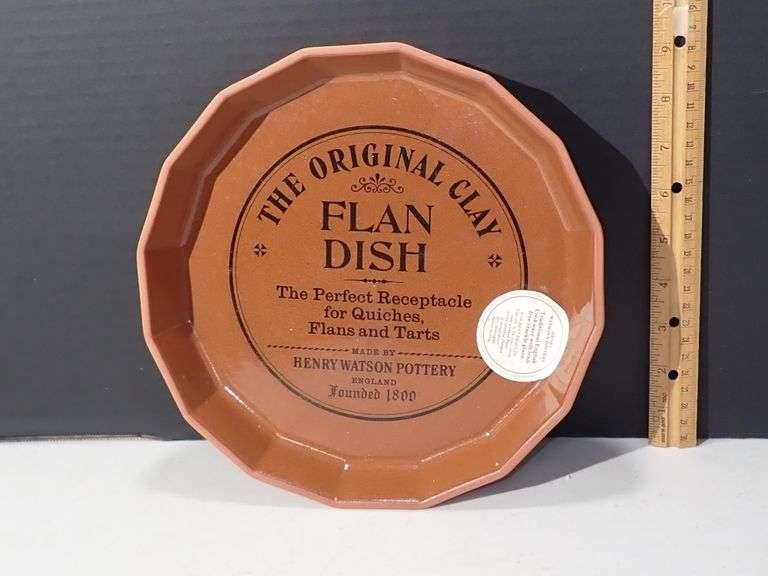 THE ORIGINAL CLAY
FLAN
DISH
The Perfect Receptacle
for Quiches,
Flans and Tarts
MADE BY
HENRY WATSON POTTERY
ENGLAND
Founded 1800